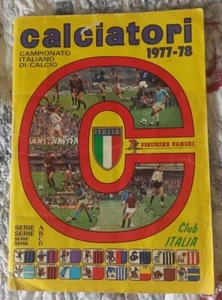 calciatori
1977-78
CAMPIONATO
ITALIANO
DI CALCIO
ITALIA
FIGURINE PANINI
SERIE A
SERIE B
SERIE C
SERIE D
Club
ITALIA